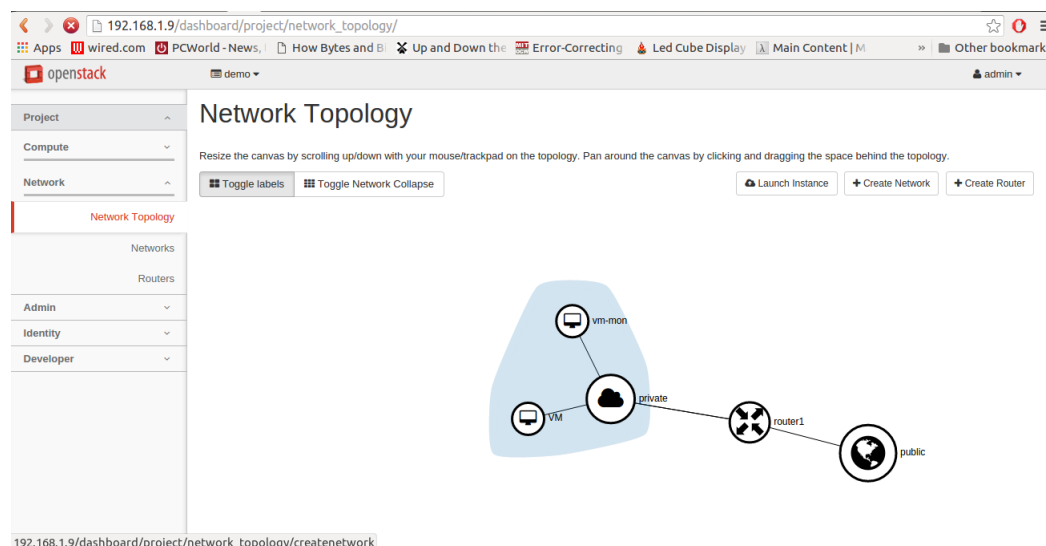 192.168.1.9/dashboard/project/network_topology/
Apps wired.com PCWorld - News, How Bytes and B Up and Down the Error-Correcting Led Cube Display Main Content | M » Other bookmark
openstack demo admin
Project
Network Topology
Compute
Resize the canvas by scrolling up/down with your mouse/trackpad on the topology. Pan around the canvas by clicking and dragging the space behind the topology.
Network
Toggle labels Toggle Network Collapse Launch Instance + Create Network + Create Router
Network Topology
Networks
Routers
Admin
Identity
Developer
vm-mon
VM
private
router1
public
192.168.1.9/dashboard/project/network_topology/createnetwork